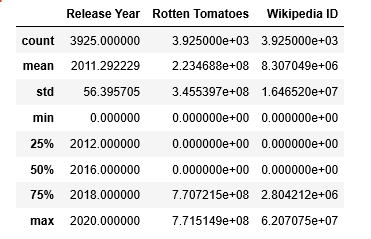 Release Year Rotten Tomatoes Wikipedia ID
count 3925.000000 3.925000e+03 3.925000e+03
mean 2011.292229 2.234688e+08 8.307049e+06
std 56.395705 3.455397e+08 1.646520e+07
min 0.000000 0.000000e+00 0.000000e+00
25% 2012.000000 0.000000e+00 0.000000e+00
50% 2016.000000 0.000000e+00 0.000000e+00
75% 2018.000000 7.707215e+08 2.804212e+06
max 2020.000000 7.715149e+08 6.207075e+07